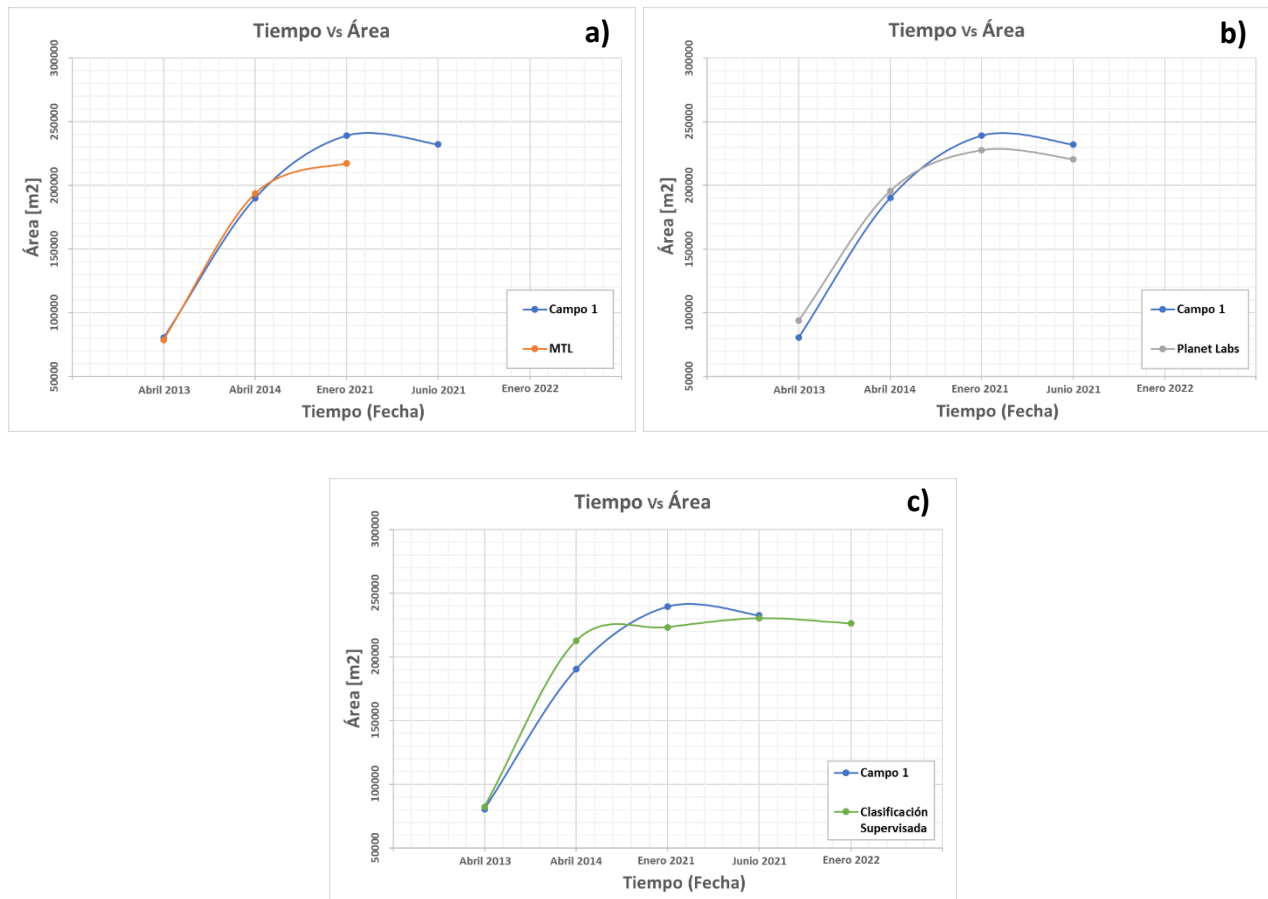 Tiempo Vs Área
a)
300000
250000
200000
150000
100000
50000
Área [m2]
Campo 1
MTL
Abril 2013
Abril 2014
Enero 2021
Junio 2021
Enero 2022
Tiempo (Fecha)
Tiempo Vs Área
b)
300000
250000
200000
150000
100000
50000
Área [m2]
Campo 1
Planet Labs
Abril 2013
Abril 2014
Enero 2021
Junio 2021
Enero 2022
Tiempo (Fecha)
Tiempo Vs Área
c)
300000
250000
200000
150000
100000
50000
Área [m2]
Campo 1
Clasificación
Supervisada
Abril 2013
Abril 2014
Enero 2021
Junio 2021
Enero 2022
Tiempo (Fecha)